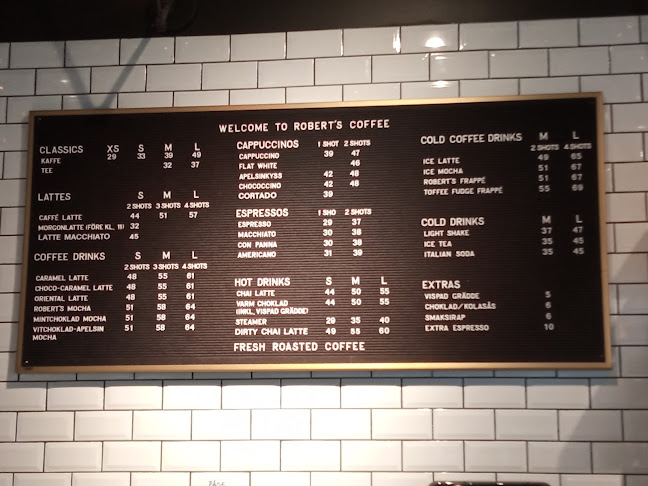 WELCOME TO ROBERT'S COFFEE
CLASSICS XS S M L
KAFFE 29 33 39 49
TEE 32 37
LATTES S M L
2 SHOTS 3 SHOTS 4 SHOTS
CAFFÉ LATTE 44 51 57
MORGONLATTE (FÖRE KL. 11) 32
LATTE MACCHIATO 45
COFFEE DRINKS S M L
2 SHOTS 3 SHOTS 4 SHOTS
CARAMEL LATTE 48 55 61
CHOCO-CARAMEL LATTE 48 55 61
ORIENTAL LATTE 48 55 61
ROBERT'S MOCHA 51 58 64
MINTCHOKLAD MOCHA 51 58 64
VITCHOKLAD-APELSIN 51 58 64
MOCHA
CAPPUCCINOS 1 SHOT 2 SHOTS
CAPPUCCINO 39 47
FLAT WHITE 46
APELSINKYSS 42 48
CHOCOCCINO 42 48
CORTADO 39
ESPRESSOS 1 SHO 2 SHOTS
ESPRESSO 29 37
MACCHIATO 30 38
CON PANNA 30 38
AMERICANO 31 39
HOT DRINKS S M L
CHAI LATTE 44 50 55
VARM CHOKLAD 44 50 55
(INKL. VISPAD GRÄDDE)
STEAMER 29 35 40
DIRTY CHAI LATTE 49 55 60
FRESH ROASTED COFFEE
COLD COFFEE DRINKS M L
2 SHOTS 4 SHOTS
ICE LATTE 49 65
ICE MOCHA 51 67
ROBERT'S FRAPPÉ 51 67
TOFFEE FUDGE FRAPPÉ 55 69
COLD DRINKS M L
LIGHT SHAKE 37 47
ICE TEA 35 45
ITALIAN SODA 35 45
EXTRAS
VISPAD GRÄDDE 5
CHOKLAD/KOLASÅS 6
SMAKSIRAP 6
EXTRA ESPRESSO 10